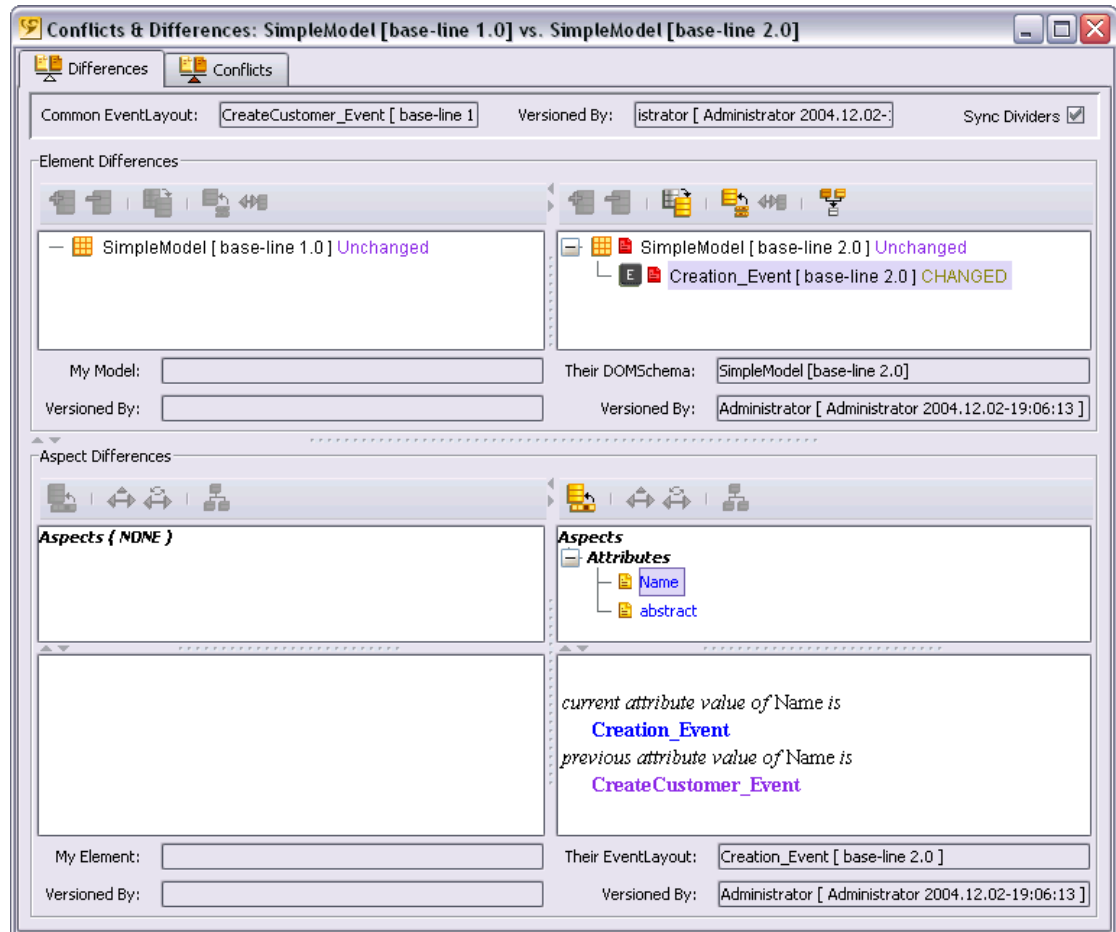 Conflicts & Differences: SimpleModel [base-line 1.0] vs. SimpleModel [base-line 2.0]
Differences Conflicts
Common EventLayout: CreateCustomer_Event [ base-line 1 Versioned By: istrator [ Administrator 2004.12.02-: Sync Dividers
Element Differences
SimpleModel [ base-line 1.0 ] Unchanged
SimpleModel [ base-line 2.0 ] Unchanged
E Creation_Event [ base-line 2.0 ] CHANGED
My Model:
Their DOMSchema: SimpleModel [base-line 2.0]
Versioned By:
Versioned By: Administrator [ Administrator 2004.12.02-19:06:13 ]
Aspect Differences
Aspects { NONE }
Aspects
Attributes
Name
abstract
current attribute value of Name is
Creation_Event
previous attribute value of Name is
CreateCustomer_Event
My Element:
Their EventLayout: Creation_Event [ base-line 2.0 ]
Versioned By:
Versioned By: Administrator [ Administrator 2004.12.02-19:06:13 ]